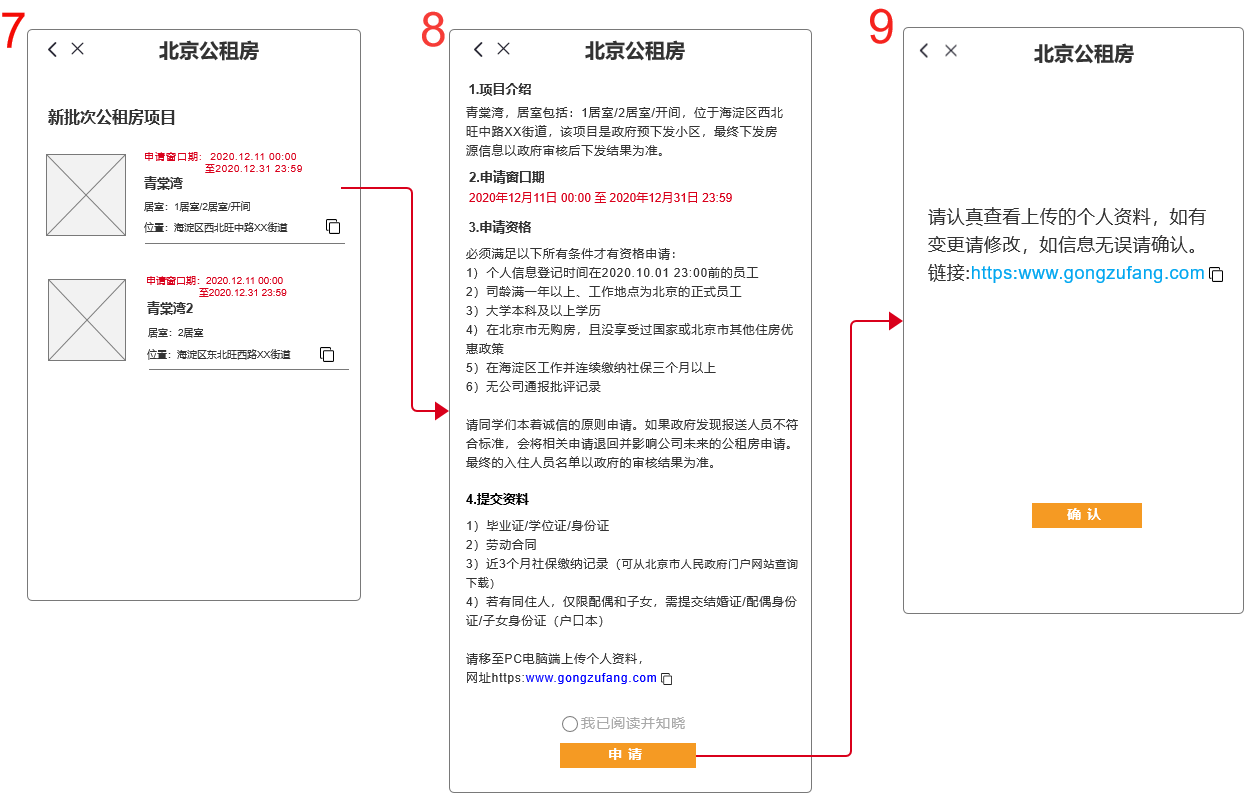 7
北京公租房
新批次公租房项目
申请窗口期： 2020.12.11 00:00
至2020.12.31 23:59
青棠湾
居室：1居室/2居室/开间
位置：海淀区西北旺中路XX街道
申请窗口期：2020.12.11 00:00
至2020.12.31 23:59
青棠湾2
居室：2居室
位置：海淀区东北旺西路XX街道
8
北京公租房
1.项目介绍
青棠湾，居室包括：1居室/2居室/开间，位于海淀区西北
旺中路XX街道，该项目是政府预下发小区，最终下发房
源信息以政府审核后下发结果为准。
2.申请窗口期
2020年12月11日 00:00 至 2020年12月31日 23:59
3.申请资格
必须满足以下所有条件才有资格申请：
1）个人信息登记时间在2020.10.01 23:00前的员工
2）司龄满一年以上、工作地点为北京的正式员工
3）大学本科及以上学历
4）在北京市无购房，且没享受过国家或北京市其他住房优
惠政策
5）在海淀区工作并连续缴纳社保三个月以上
6）无公司通报批评记录
请同学们本着诚信的原则申请。如果政府发现报送人员不符
合标准，会将相关申请退回并影响公司未来的公租房申请。
最终的入住人员名单以政府的审核结果为准。
4.提交资料
1）毕业证/学位证/身份证
2）劳动合同
3）近3个月社保缴纳记录（可从北京市人民政府门户网站查询
下载）
4）若有同住人，仅限配偶和子女，需提交结婚证/配偶身份
证/子女身份证（户口本）
请移至PC电脑端上传个人资料，
网址https:www.gongzufang.com
我已阅读并知晓
申 请
9
北京公租房
请认真查看上传的个人资料，如有
变更请修改，如信息无误请确认。
链接:https:www.gongzufang.com
确 认